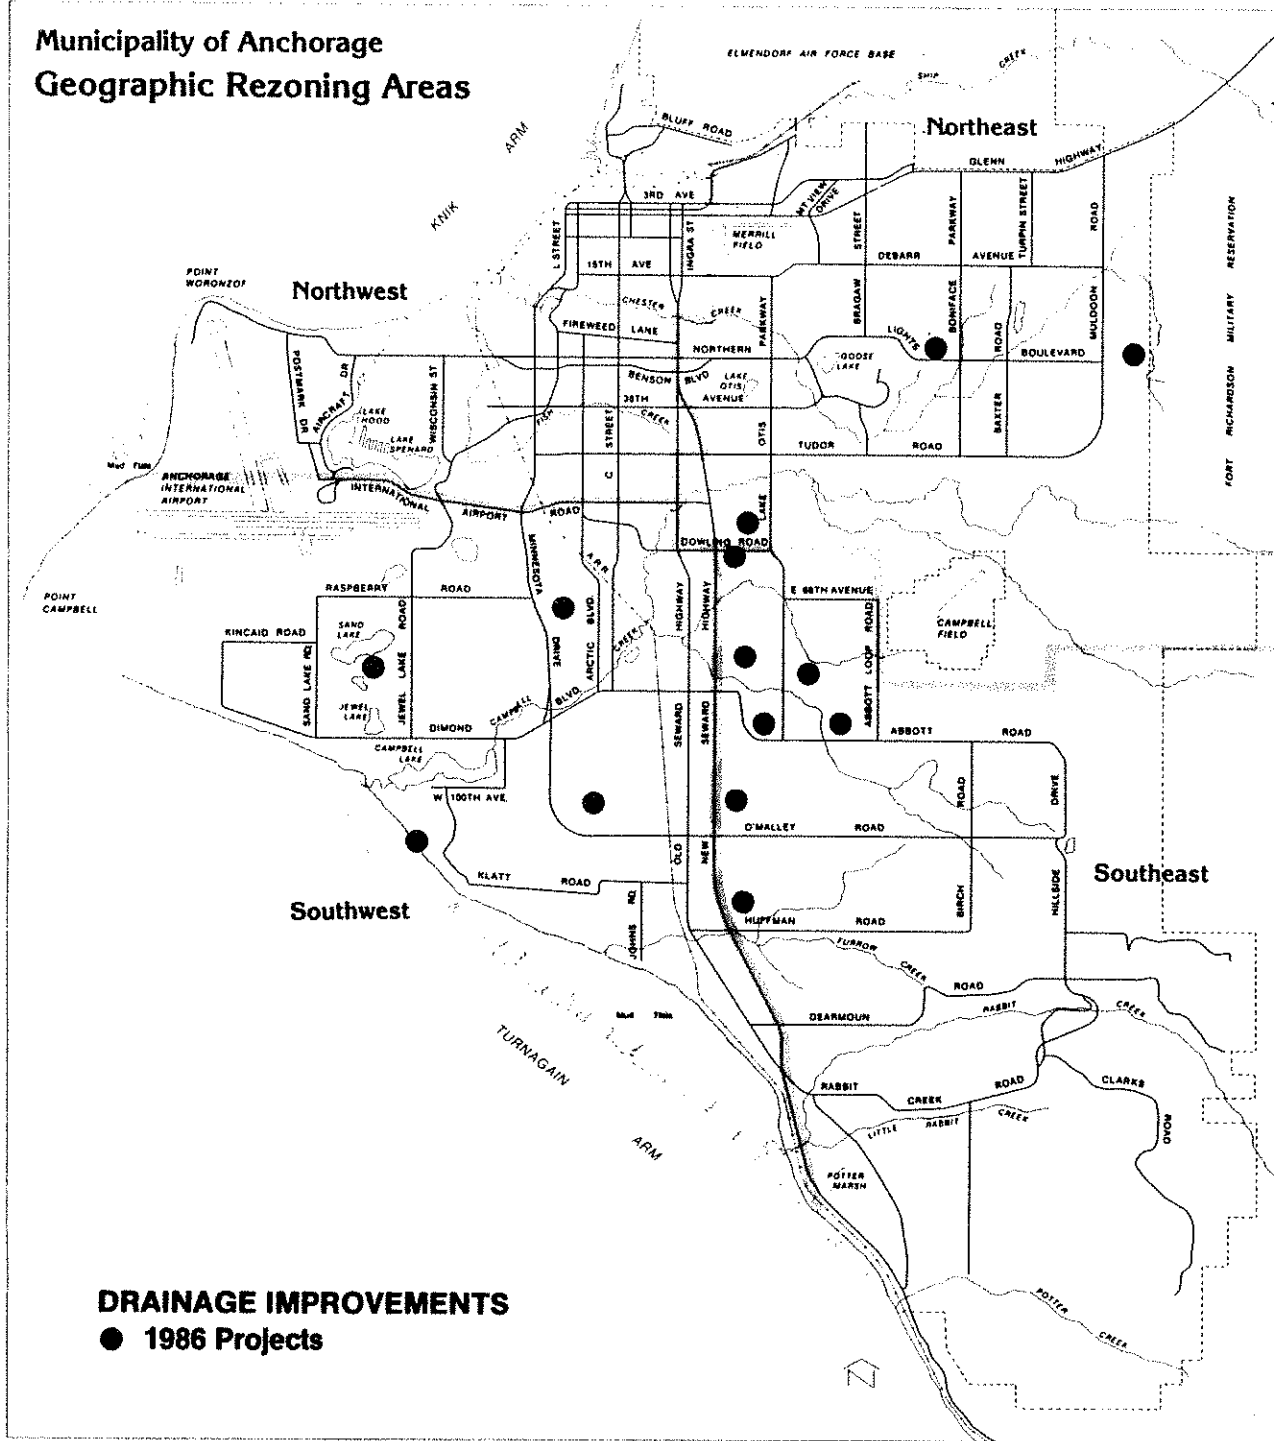 Municipality of Anchorage
Geographic Rezoning Areas
ELMENDORF AIR FORCE BASE
SHIP
CREEK
BLUFF ROAD
Northeast
ARM
KNIK
GLENN
HIGHWAY
3RD AVE
MT VIEW
DRIVE
L STREET
INGRA ST
MERRILL
FIELD
STREET
BRAGAW
PARKWAY
BONIFACE
TURPIN STREET
ROAD
MULDOON
DEBARR
AVENUE
15TH AVE
FORT RICHARDSON MILITARY RESERVATION
POINT
WORONZOF
Northwest
CHESTER
CREEK
PARKWAY
FIREWEED LANE
NORTHERN
LIGHTS
BOULEVARD
ROAD
BAXTER
GOOSE
LAKE
BENSON BLVD
LAKE
OTIS
36TH AVENUE
POSTMARK DR
AIRCRAFT DR
WISCONSIN ST
LAKE
HOOD
LAKE
SPENARD
FISH
CREEK
C STREET
OTIS
LAKE
TUDOR
ROAD
Mud Flats
ANCHORAGE
INTERNATIONAL
AIRPORT
INTERNATIONAL
AIRPORT
ROAD
DOWLING ROAD
MINNESOTA
DRIVE
ARR
POINT
CAMPBELL
RASPBERRY
ROAD
E 68TH AVENUE
CAMPBELL
FIELD
KINCAID ROAD
SAND
LAKE
SAND LAKE RD.
JEWEL LAKE ROAD
JEWEL
LAKE
ARCTIC BLVD.
CREEK
CAMPBELL
OLD SEWARD HIGHWAY
NEW SEWARD HIGHWAY
ABBOTT LOOP ROAD
DIMOND
BLVD.
ABBOTT
ROAD
CAMPBELL
LAKE
W. 100TH AVE.
BIRCH ROAD
HILLSIDE DRIVE
O'MALLEY
ROAD
KLATT
ROAD
Southeast
Southwest
JOHNS RD.
HUFFMAN
ROAD
FURROW
CREEK
ROAD
DEARMOUN
RABBIT
CREEK
Mud Flats
TURNAGAIN
ARM
RABBIT
CREEK
ROAD
CLARKS
ROAD
LITTLE RABBIT CREEK
POTTER
MARSH
POTTER
CREEK
DRAINAGE IMPROVEMENTS
● 1986 Projects
N